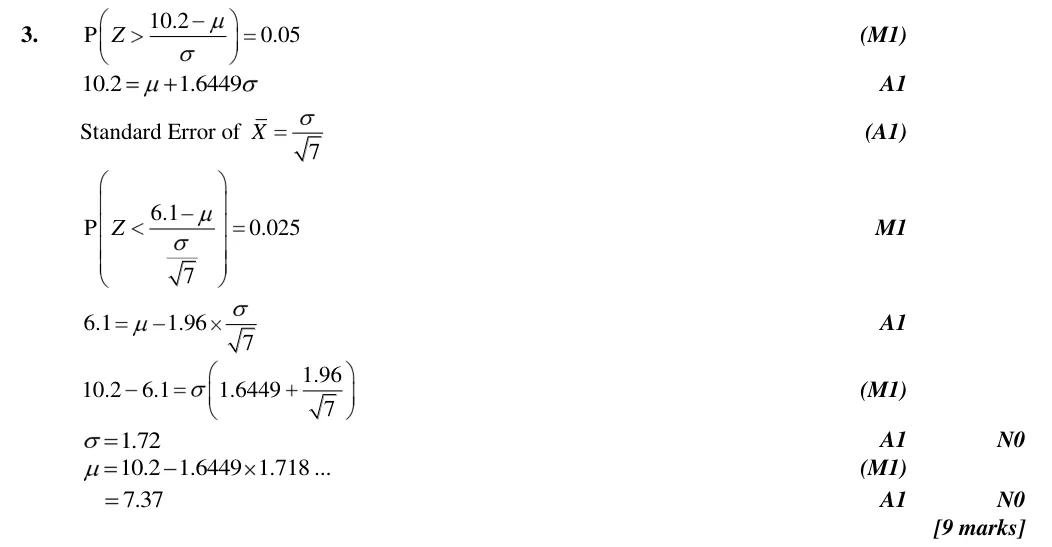 3. P(Z > (10.2 − μ)/σ) = 0.05 (M1)
10.2 = μ + 1.6449σ A1
Standard Error of X̄ = σ/√7 (A1)
P(Z < (6.1 − μ)/(σ/√7)) = 0.025 M1
6.1 = μ − 1.96 × σ/√7 A1
10.2 − 6.1 = σ(1.6449 + 1.96/√7) (M1)
σ = 1.72 A1 N0
μ = 10.2 − 1.6449 × 1.718 ... (M1)
= 7.37 A1 N0
[9 marks]